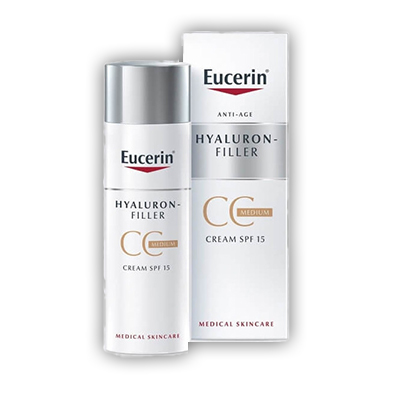 Eucerin®
HYALURON-
FILLER
CC MEDIUM
CREAM SPF 15
MEDICAL SKINCARE
Eucerin®
ANTI-AGE
HYALURON-
FILLER
CC MEDIUM
CREAM SPF 15
MEDICAL SKINCARE